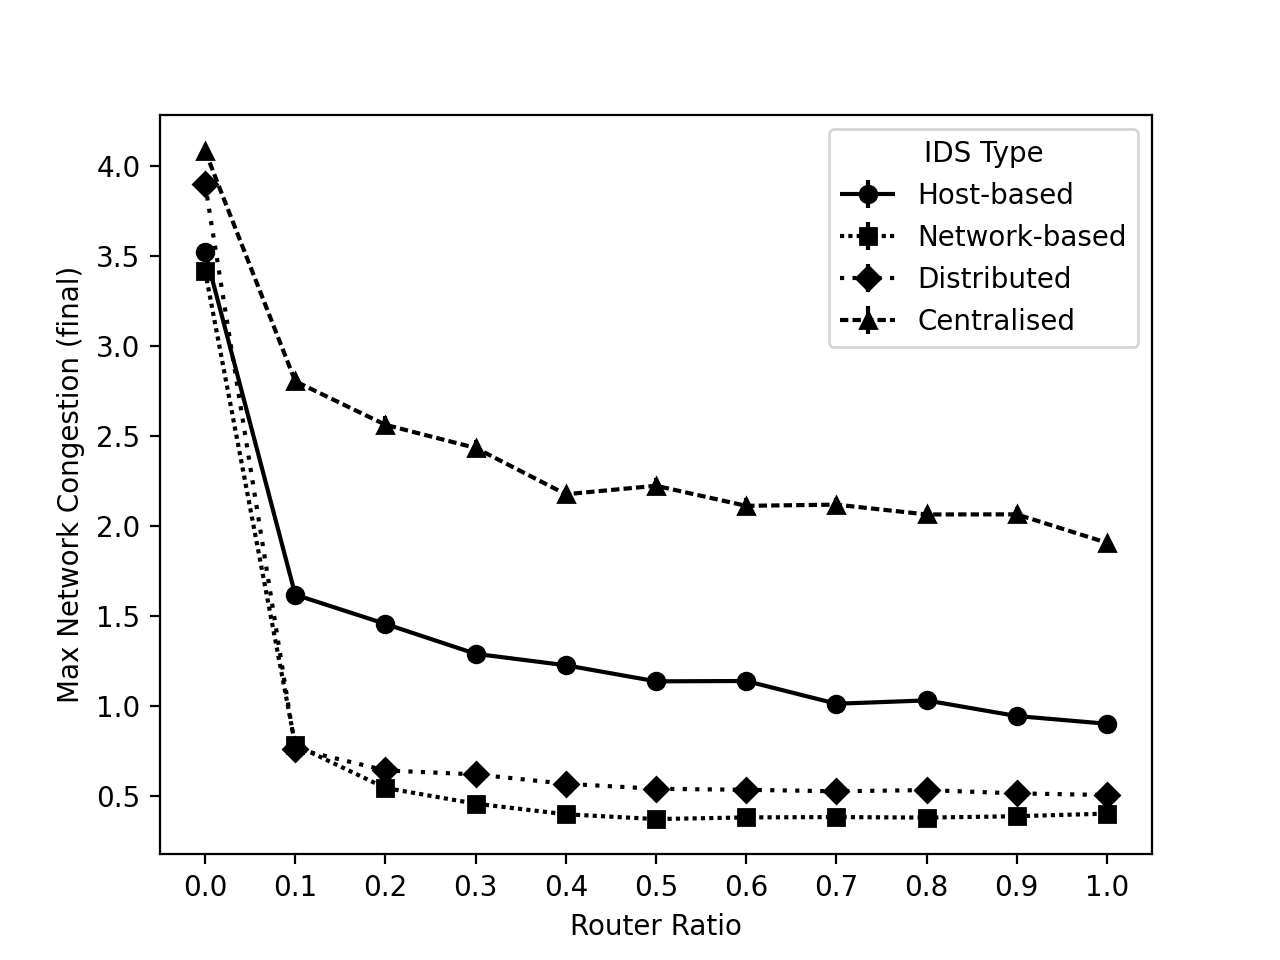 IDS Type
Host-based
Network-based
Distributed
Centralised
Max Network Congestion (final)
4.0
3.5
3.0
2.5
2.0
1.5
1.0
0.5
0.0 0.1 0.2 0.3 0.4 0.5 0.6 0.7 0.8 0.9 1.0
Router Ratio